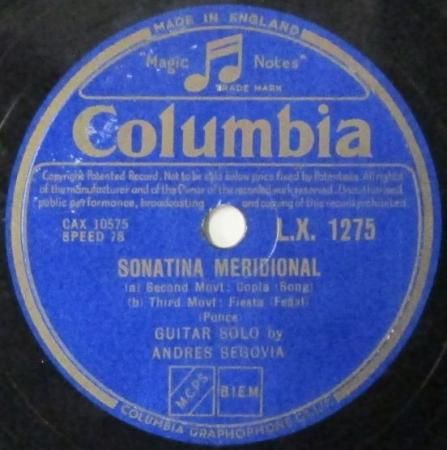 MADE IN ENGLAND
"Magic Notes"
TRADE MARK
Columbia
Copyright Patented Record. Not to be sold below price fixed by Patentees. All rights
of the manufacturer and of the Owner of the recorded work reserved. Unauthorised
public performance, broadcasting and copying of this record prohibited.
CAX 10575
SPEED 78
L.X. 1275
SONATINA MERIDIONAL
(a) Second Movt: Copla (Song)
(b) Third Movt: Fiesta (Feast)
(Ponce)
GUITAR SOLO by
ANDRES SEGOVIA
M.C.P.S.
B.I.E.M.
COLUMBIA GRAPHOPHONE CO. LTD.